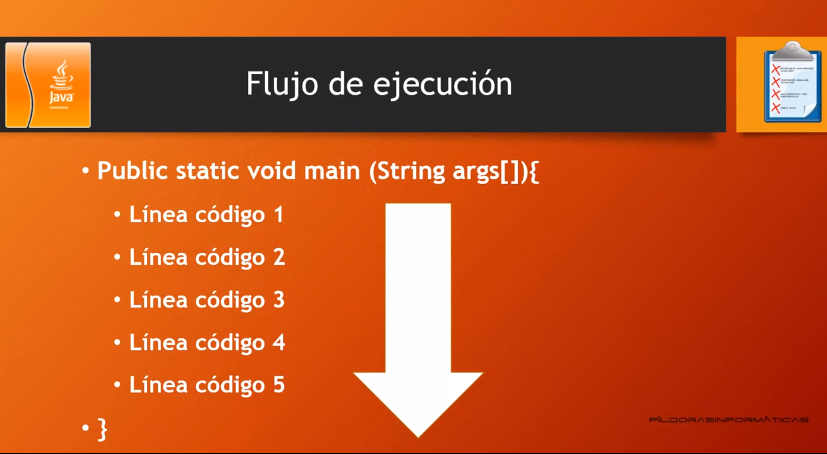 Java
Flujo de ejecución
• Public static void main (String args[]){
• Línea código 1
• Línea código 2
• Línea código 3
• Línea código 4
• Línea código 5
• }
PÍLDORASINFORMÁTICAS